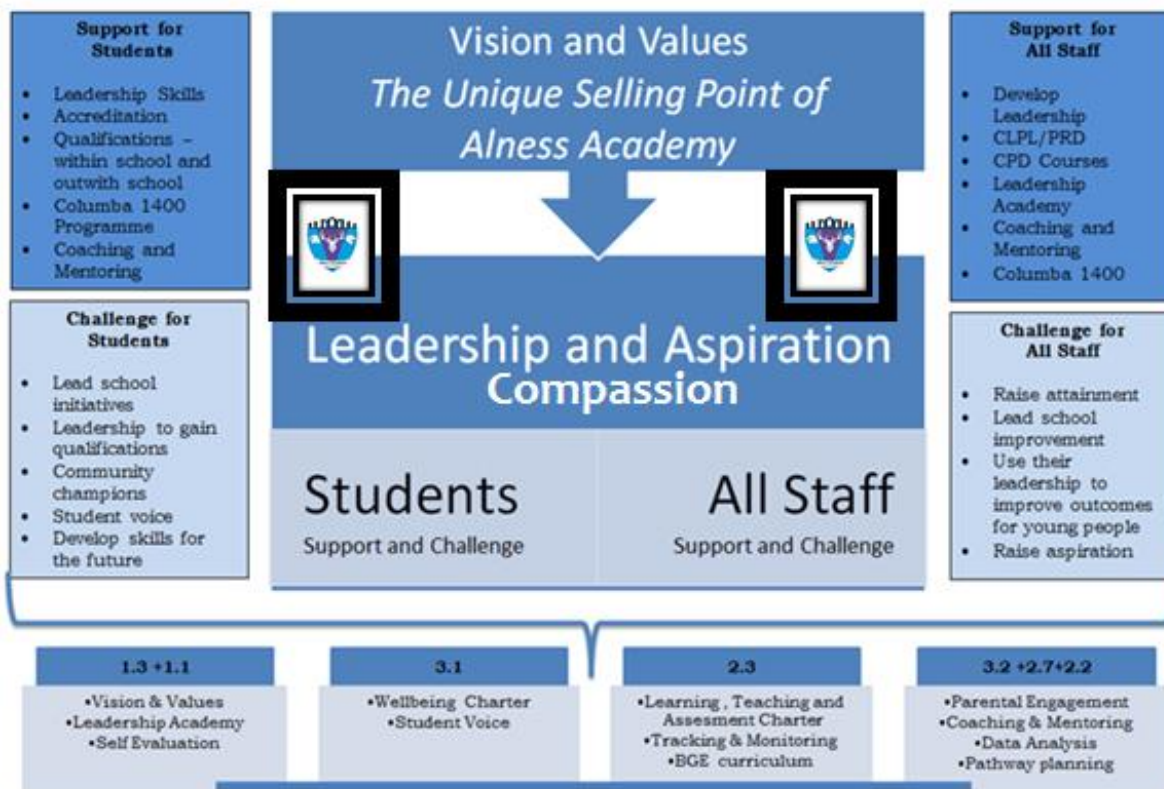 Support for
Students
• Leadership Skills
• Accreditation
• Qualifications –
within school and
outwith school
• Columba 1400
Programme
• Coaching and
Mentoring
Challenge for
Students
• Lead school
initiatives
• Leadership to gain
qualifications
• Community
champions
• Student voice
• Develop skills for
the future
Vision and Values
The Unique Selling Point of
Alness Academy
Leadership and Aspiration
Compassion
Students
Support and Challenge
All Staff
Support and Challenge
Support for
All Staff
• Develop
Leadership
• CLPL/PRD
• CPD Courses
• Leadership
Academy
• Coaching and
Mentoring
• Columba 1400
Challenge for
All Staff
• Raise attainment
• Lead school
improvement
• Use their
leadership to
improve outcomes
for young people
• Raise aspiration
1.3 +1.1
•Vision & Values
•Leadership Academy
•Self Evaluation
3.1
•Wellbeing Charter
•Student Voice
2.3
•Learning , Teaching and
Assesment Charter
•Tracking & Monitoring
•BGE curriculum
3.2 +2.7+2.2
•Parental Engagement
•Coaching & Mentoring
•Data Analysis
•Pathway planning